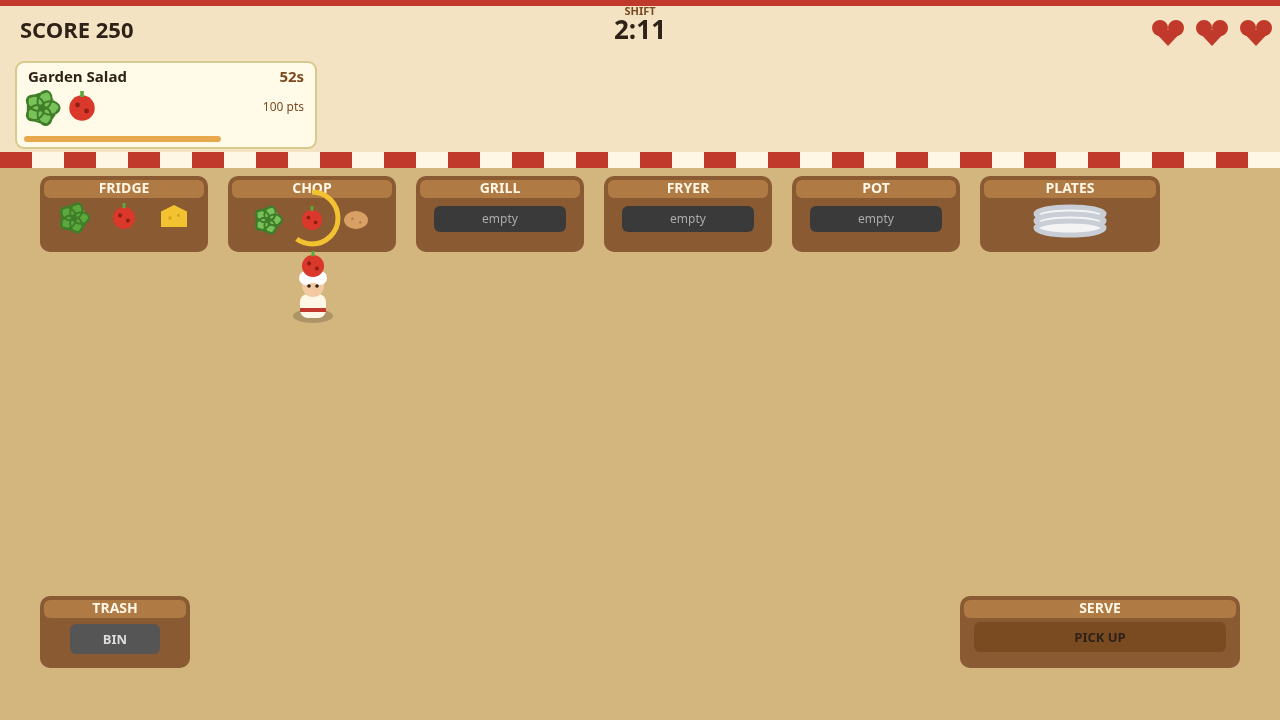 SHIFT
SCORE 250
2:11
Garden Salad
52s
100 pts
FRIDGE
CHOP
GRILL
FRYER
POT
PLATES
empty
empty
empty
TRASH
SERVE
BIN
PICK UP